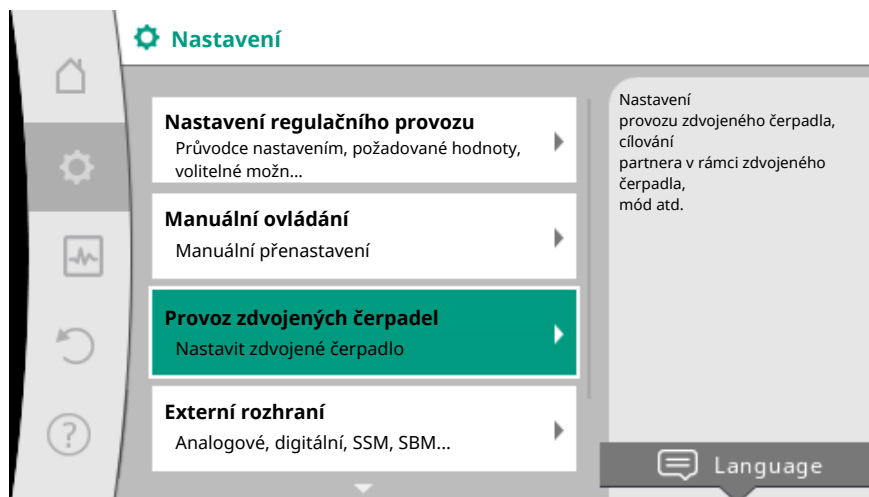 Nastavení
Nastavení regulačního provozu
Průvodce nastavením, požadované hodnoty,
volitelné možn...
Manuální ovládání
Manuální přenastavení
Provoz zdvojených čerpadel
Nastavit zdvojené čerpadlo
Externí rozhraní
Analogové, digitální, SSM, SBM...
Nastavení
provozu zdvojeného čerpadla,
cílování
partnera v rámci zdvojeného
čerpadla,
mód atd.
Language